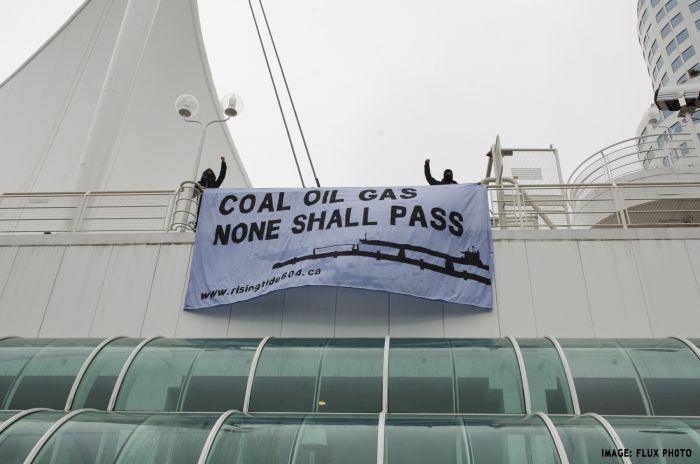 COAL OIL GAS
NONE SHALL PASS
www.risingtide604.ca
IMAGE: FLUX PHOTO